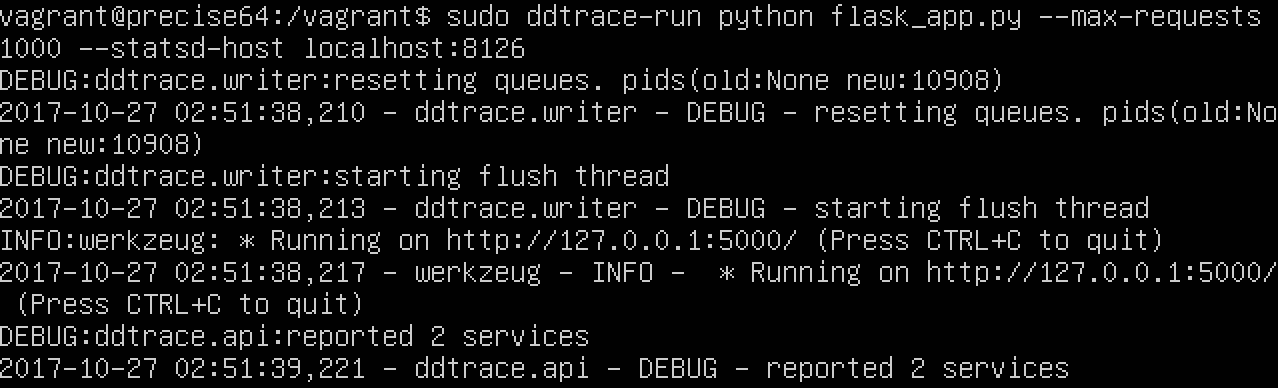 vagrant@precise64:/vagrant$ sudo ddtrace-run python flask_app.py --max-requests
1000 --statsd-host localhost:8126
DEBUG:ddtrace.writer:resetting queues. pids(old:None new:10908)
2017-10-27 02:51:38,210 - ddtrace.writer - DEBUG - resetting queues. pids(old:No
ne new:10908)
DEBUG:ddtrace.writer:starting flush thread
2017-10-27 02:51:38,213 - ddtrace.writer - DEBUG - starting flush thread
INFO:werkzeug: * Running on http://127.0.0.1:5000/ (Press CTRL+C to quit)
2017-10-27 02:51:38,217 - werkzeug - INFO -  * Running on http://127.0.0.1:5000/
 (Press CTRL+C to quit)
DEBUG:ddtrace.api:reported 2 services
2017-10-27 02:51:39,221 - ddtrace.api - DEBUG - reported 2 services